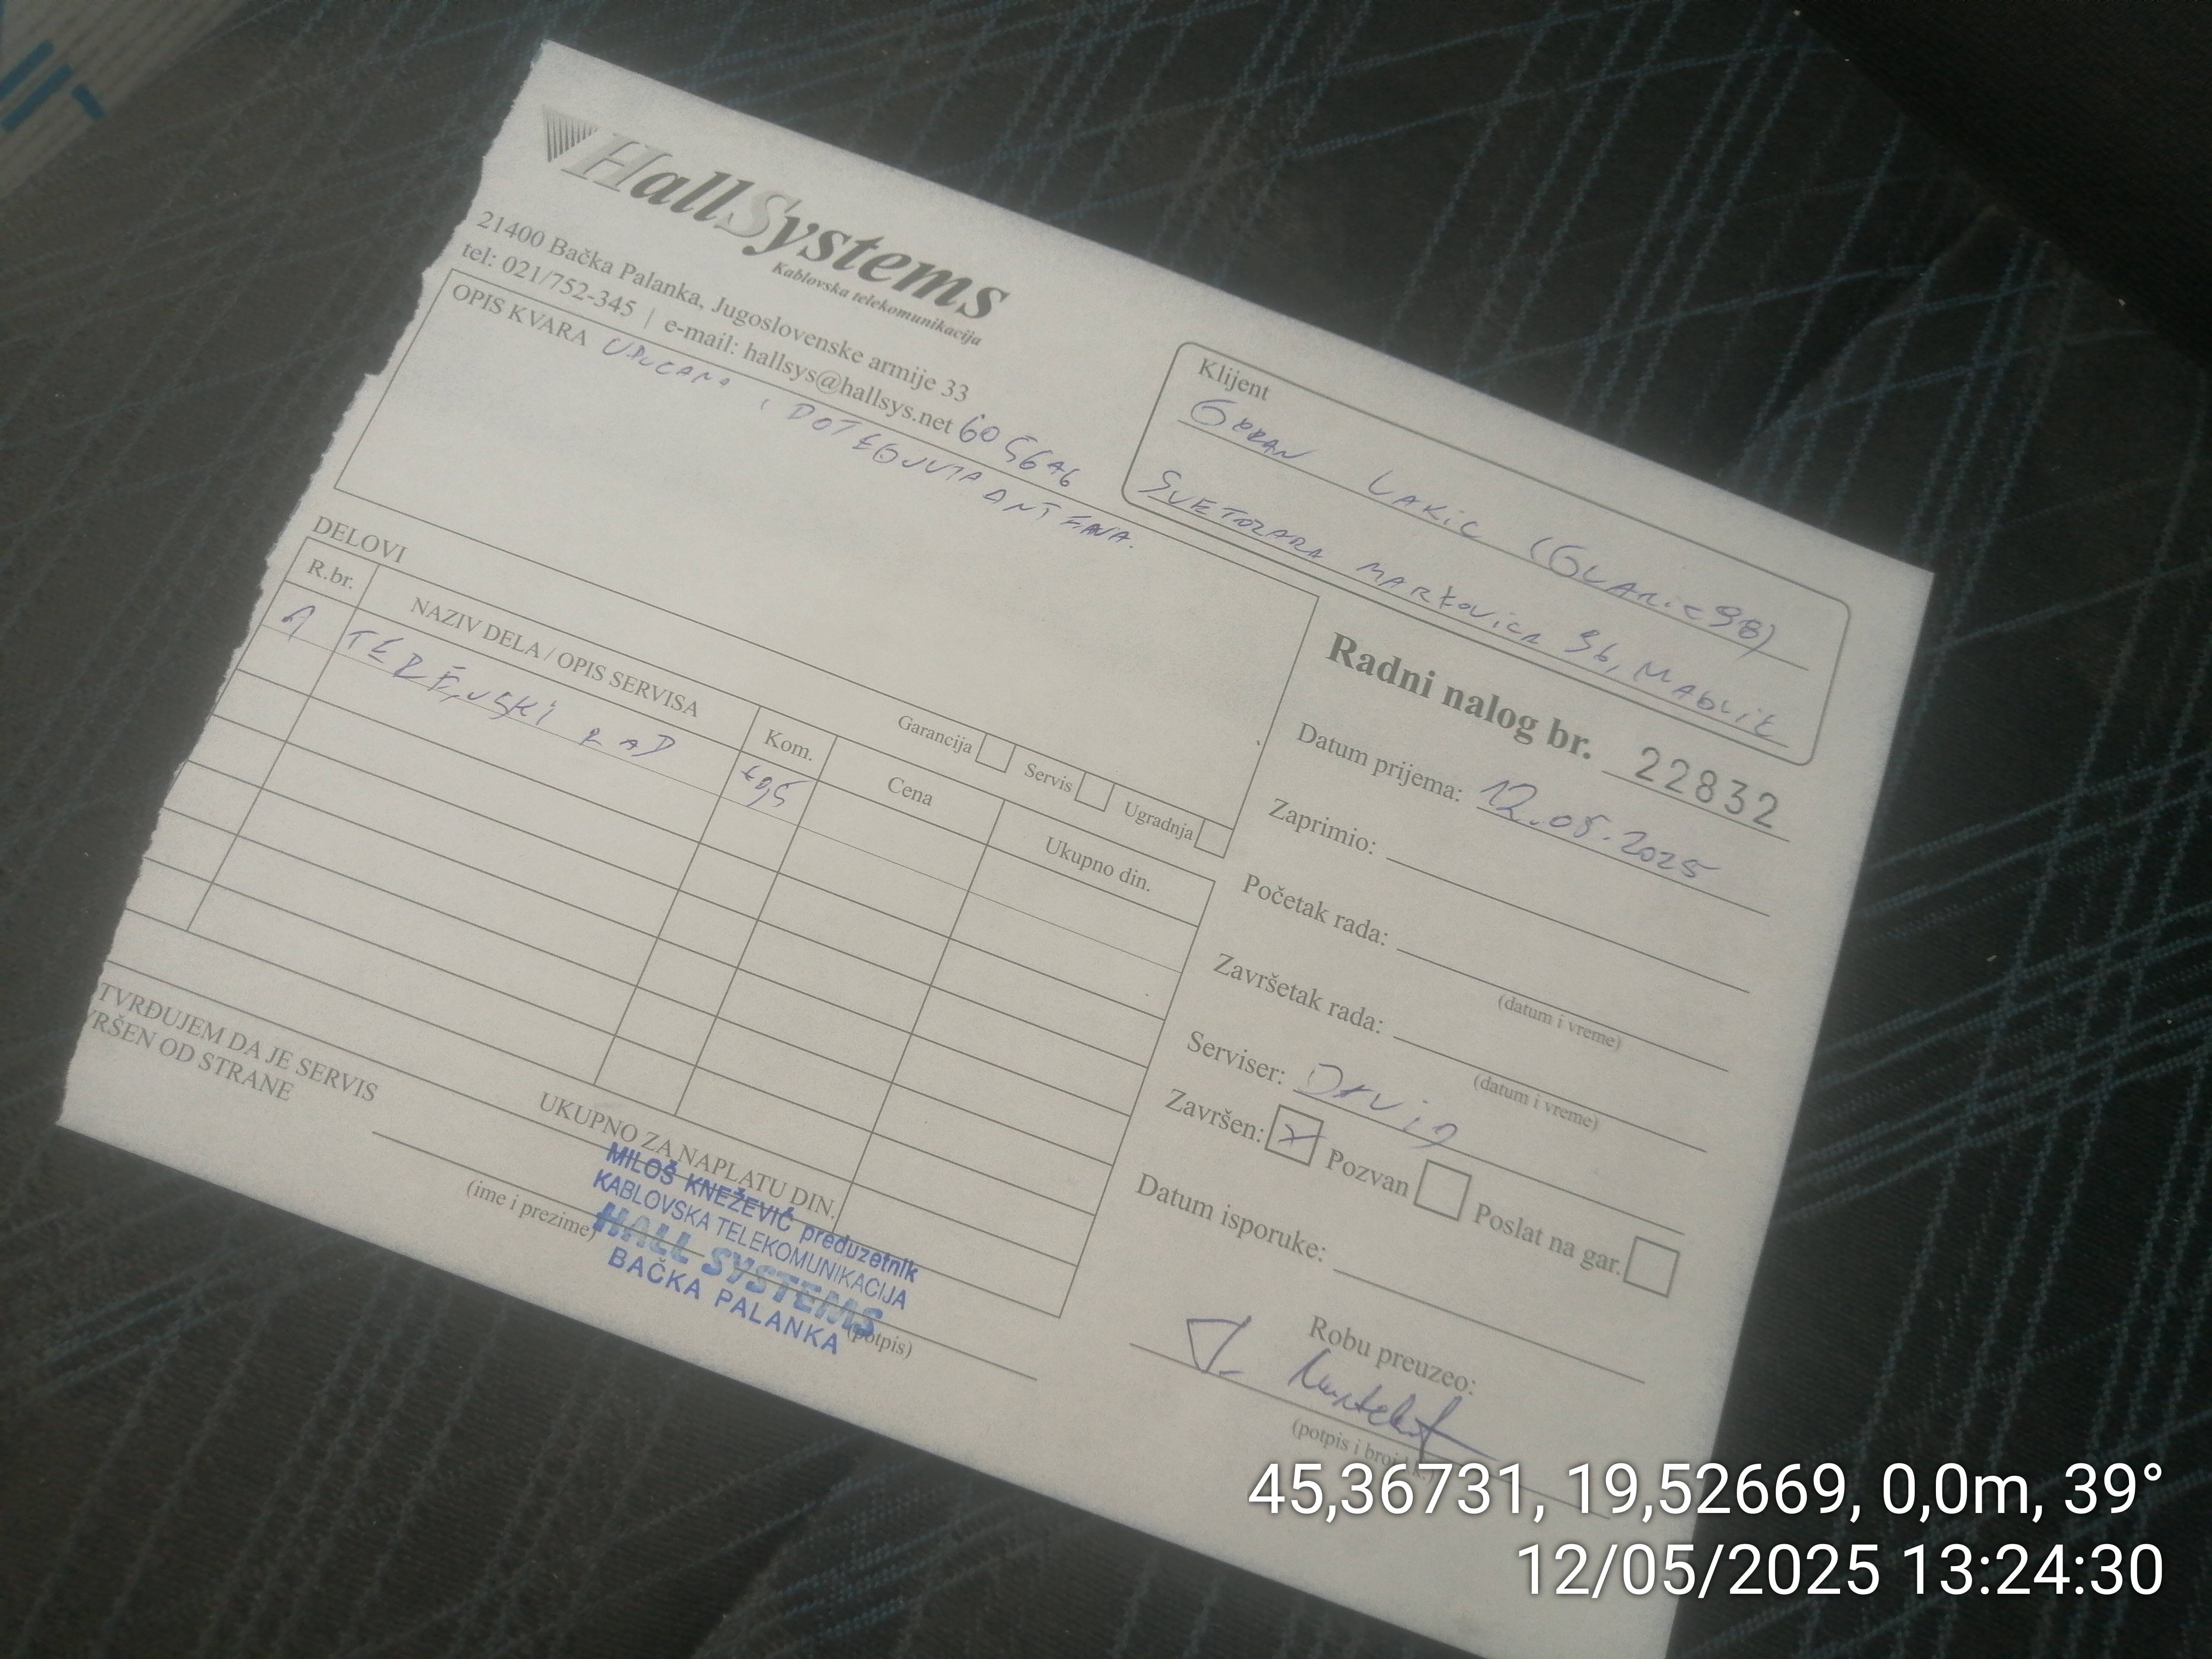 HallSystems
Kablovska telekomunikacija
21400 Bačka Palanka, Jugoslovenske armije 33
tel: 021/752-345 | e-mail: hallsys@hallsys.net
Klijent
GORAN LAKIC
SVETOZARA MARKOVICA
OPIS KVARA UPUCANA I DOTEGNUTA ANTENA.
Garancija Servis Ugradnja
DELOVI
R.br. NAZIV DELA / OPIS SERVISA Kom. Cena Ukupno din.
1 TERENSKI RAD
UKUPNO ZA NAPLATU DIN.
TVRĐUJEM DA JE SERVIS
VRŠEN OD STRANE
(ime i prezime)
(potpis)
MILOŠ KNEŽEVIĆ preduzetnik
KABLOVSKA TELEKOMUNIKACIJA
HALL SYSTEMS
BAČKA PALANKA
Radni nalog br. 22832
Datum prijema: 12.05.2025
Zaprimio:
Početak rada:
(datum i vreme)
Završetak rada:
(datum i vreme)
Serviser: DAVID
Završen: Pozvan Poslat na gar.
Datum isporuke:
Robu preuzeo:
(potpis i broj
45,36731, 19,52669, 0,0m, 39°
12/05/2025 13:24:30